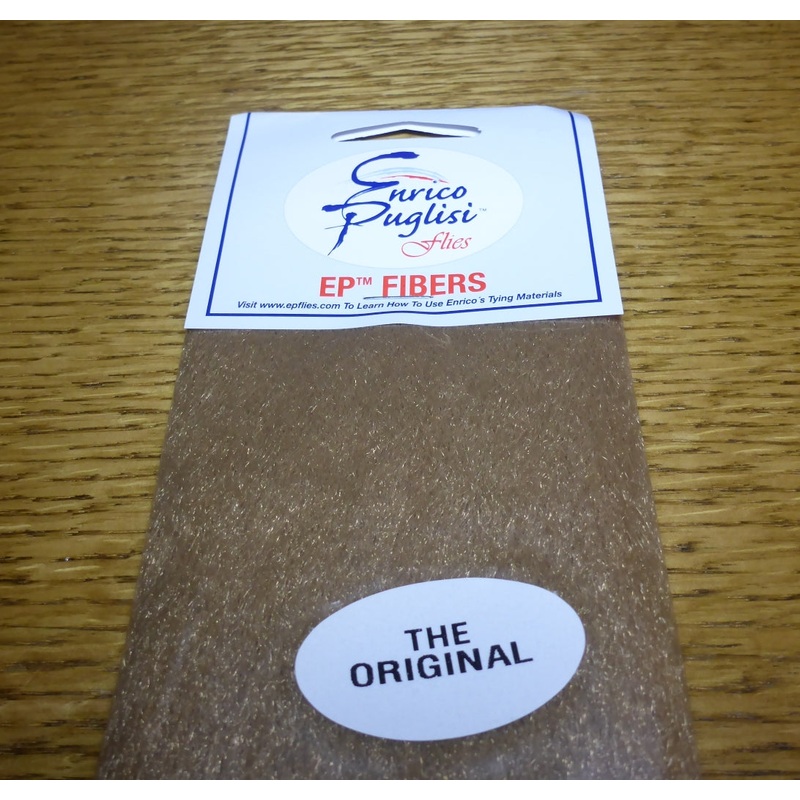 Enrico
Puglisi™
flies
EP™ FIBERS
Visit www.epflies.com To Learn How To Use Enrico's Tying Materials
THE
ORIGINAL